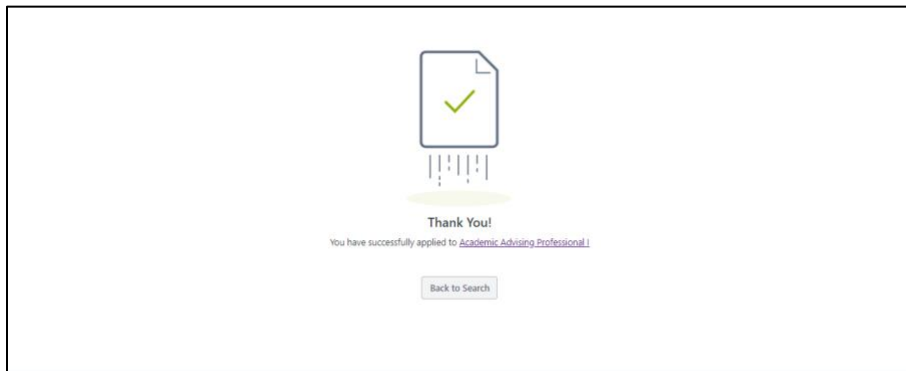 Thank You!
You have successfully applied to Academic Advising Professional I
Back to Search